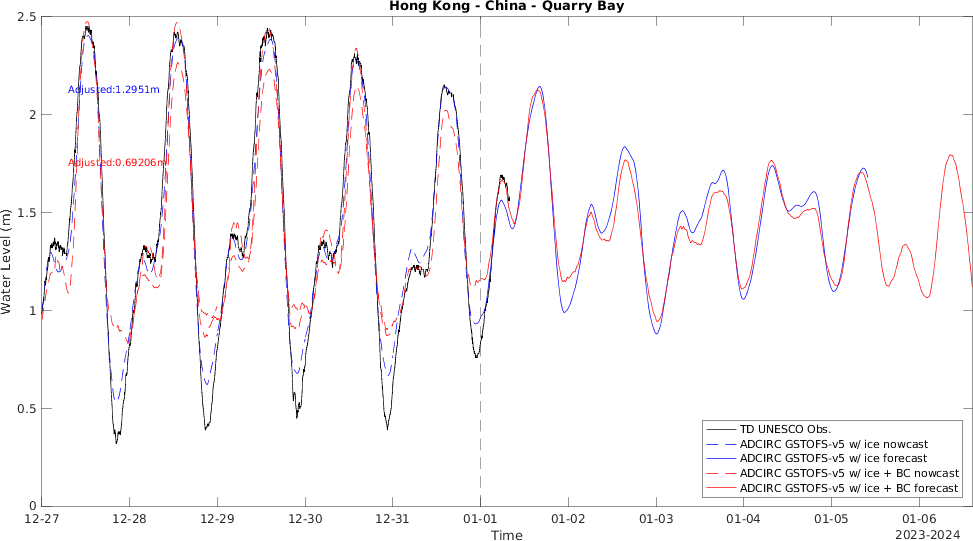 Hong Kong - China - Quarry Bay
2.5
2
1.5
1
0.5
0
Water Level (m)
Adjusted:1.2951m
Adjusted:0.69206m
TD UNESCO Obs.
ADCIRC GSTOFS-v5 w/ ice nowcast
ADCIRC GSTOFS-v5 w/ ice forecast
ADCIRC GSTOFS-v5 w/ ice + BC nowcast
ADCIRC GSTOFS-v5 w/ ice + BC forecast
12-27 12-28 12-29 12-30 12-31 01-01 01-02 01-03 01-04 01-05 01-06
Time
2023-2024